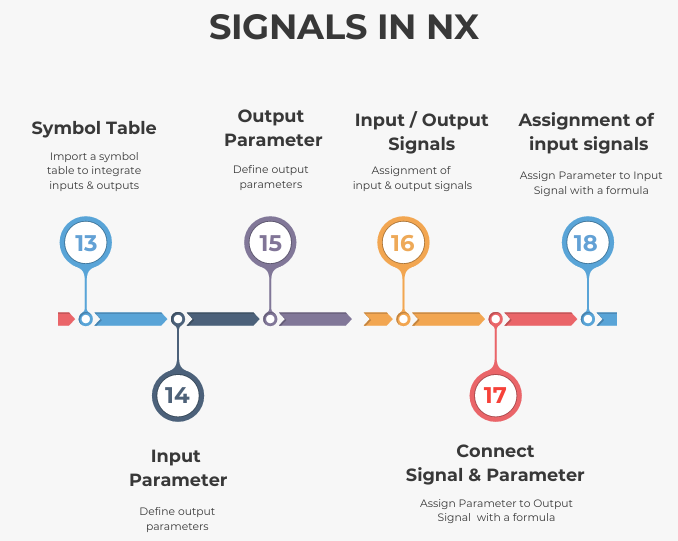 SIGNALS IN NX
Symbol Table
Import a symbol
table to integrate
inputs & outputs
13
Input
Parameter
Define output
parameters
14
Output
Parameter
Define output
parameters
15
Input / Output
Signals
Assignment of
input & output signals
16
Connect
Signal & Parameter
Assign Parameter to Output
Signal with a formula
17
Assignment of
input signals
Assign Parameter to Input
Signal with a formula
18